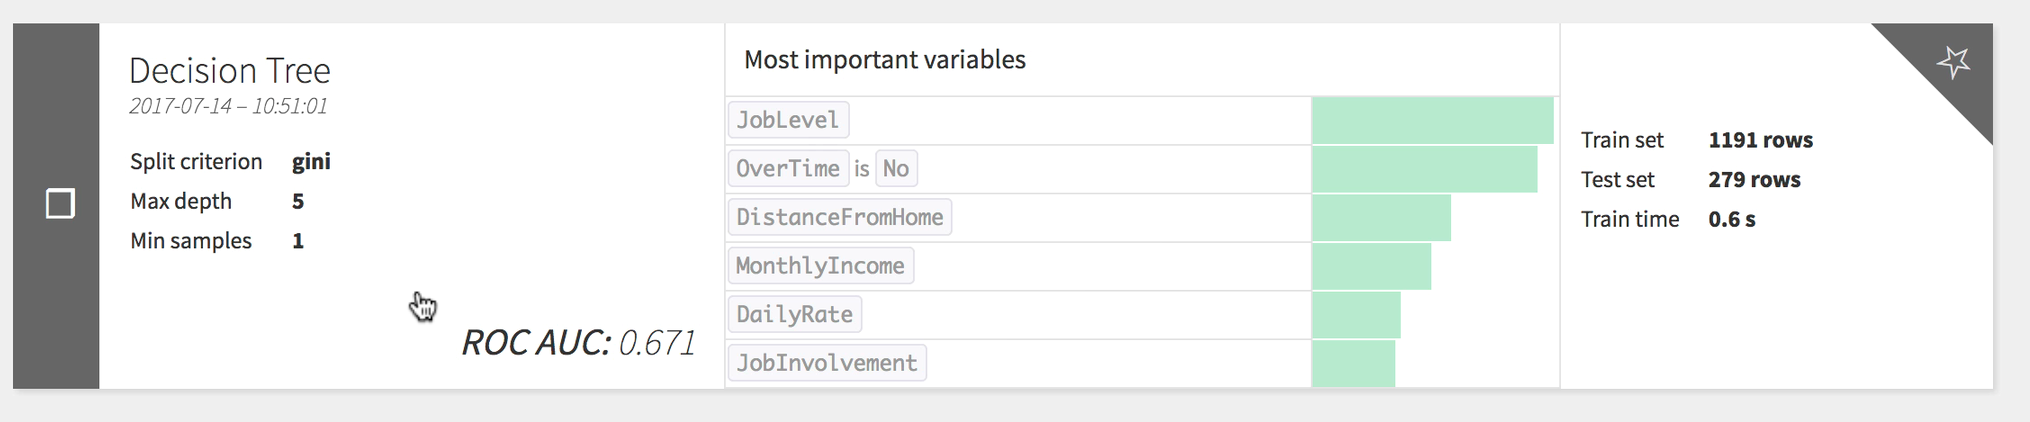 Decision Tree
2017-07-14 – 10:51:01
Split criterion gini
Max depth 5
Min samples 1
ROC AUC: 0.671
Most important variables
JobLevel
OverTime is No
DistanceFromHome
MonthlyIncome
DailyRate
JobInvolvement
Train set 1191 rows
Test set 279 rows
Train time 0.6 s